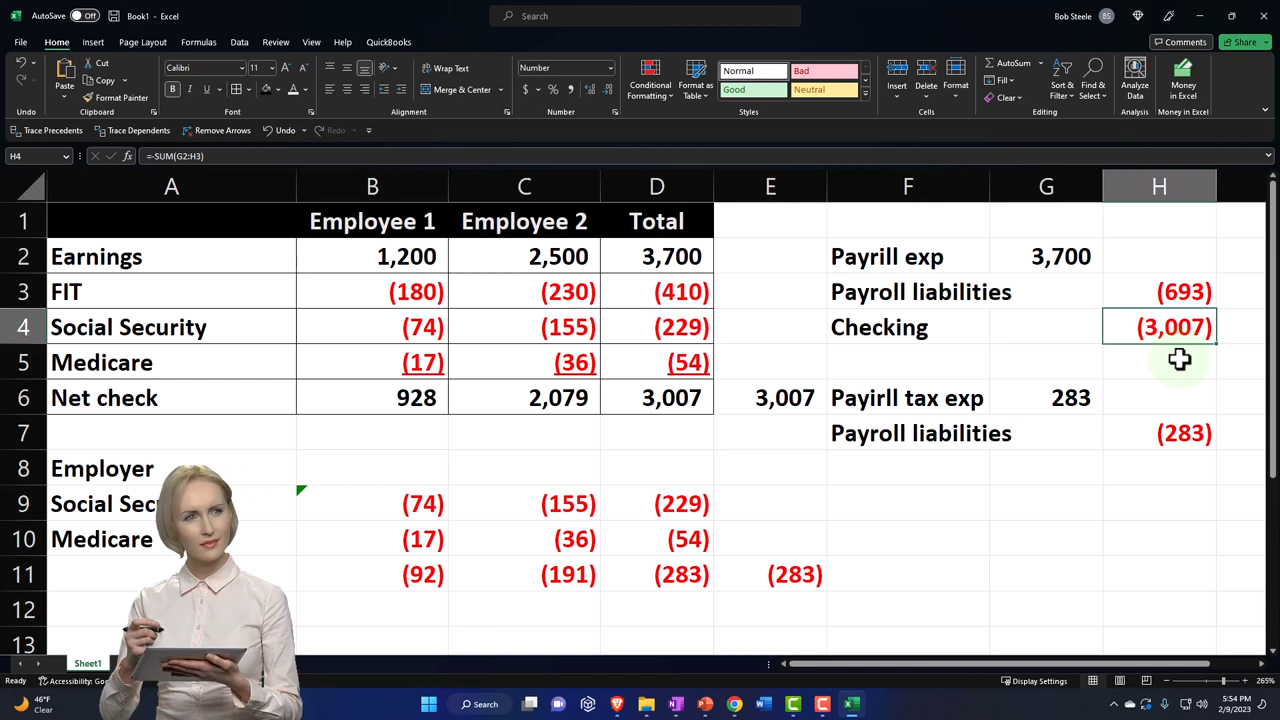 AutoSave Off Book1 - Excel Search Bob Steele BS
File Home Insert Page Layout Formulas Data Review View Help QuickBooks Comments Share
Cut Copy Format Painter Paste
Calibri 11 Wrap Text Merge & Center Number
Conditional Formatting Format as Table
Normal Bad
Good Neutral
Insert Delete Format
AutoSum Clear Sort & Filter Find & Select
Analyze Data Money in Excel
Undo Clipboard Font Alignment Number Styles Cells Editing Analysis Money in Excel
Trace Precedents Trace Dependents Remove Arrows Undo Redo
H4 fx =-SUM(G2:H3)
A B C D E F G H
1 Employee 1 Employee 2 Total
2 Earnings 1,200 2,500 3,700 Payrill exp 3,700
3 FIT (180) (230) (410) Payroll liabilities (693)
4 Social Security (74) (155) (229) Checking (3,007)
5 Medicare (17) (36) (54)
6 Net check 928 2,079 3,007 3,007 Payirll tax exp 283
7 Payroll liabilities (283)
8 Employer
9 Social Sec (74) (155) (229)
10 Medicare (17) (36) (54)
11 (92) (191) (283) (283)
12
13
Sheet1
Ready Accessibility: Goo Display Settings 265%
46°F
Clear
Search
5:54 PM
2/9/2023